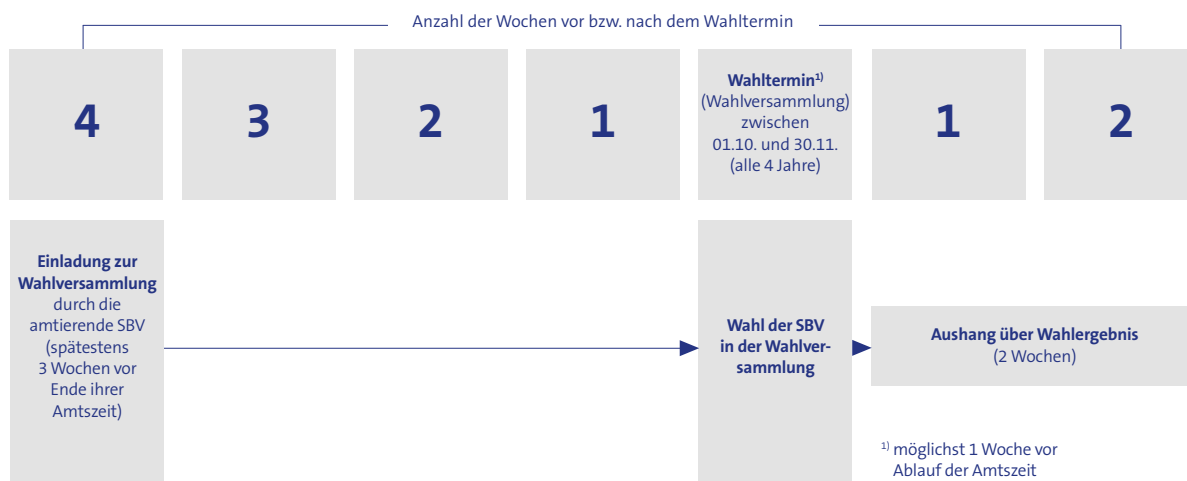 Anzahl der Wochen vor bzw. nach dem Wahltermin
4
3
2
1
Wahltermin¹⁾
(Wahlversammlung)
zwischen
01.10. und 30.11.
(alle 4 Jahre)
1
2
Einladung zur
Wahlversammlung
durch die
amtierende SBV
(spätestens
3 Wochen vor
Ende ihrer
Amtszeit)
Wahl der SBV
in der Wahlver-
sammlung
Aushang über Wahlergebnis
(2 Wochen)
¹⁾ möglichst 1 Woche vor
Ablauf der Amtszeit